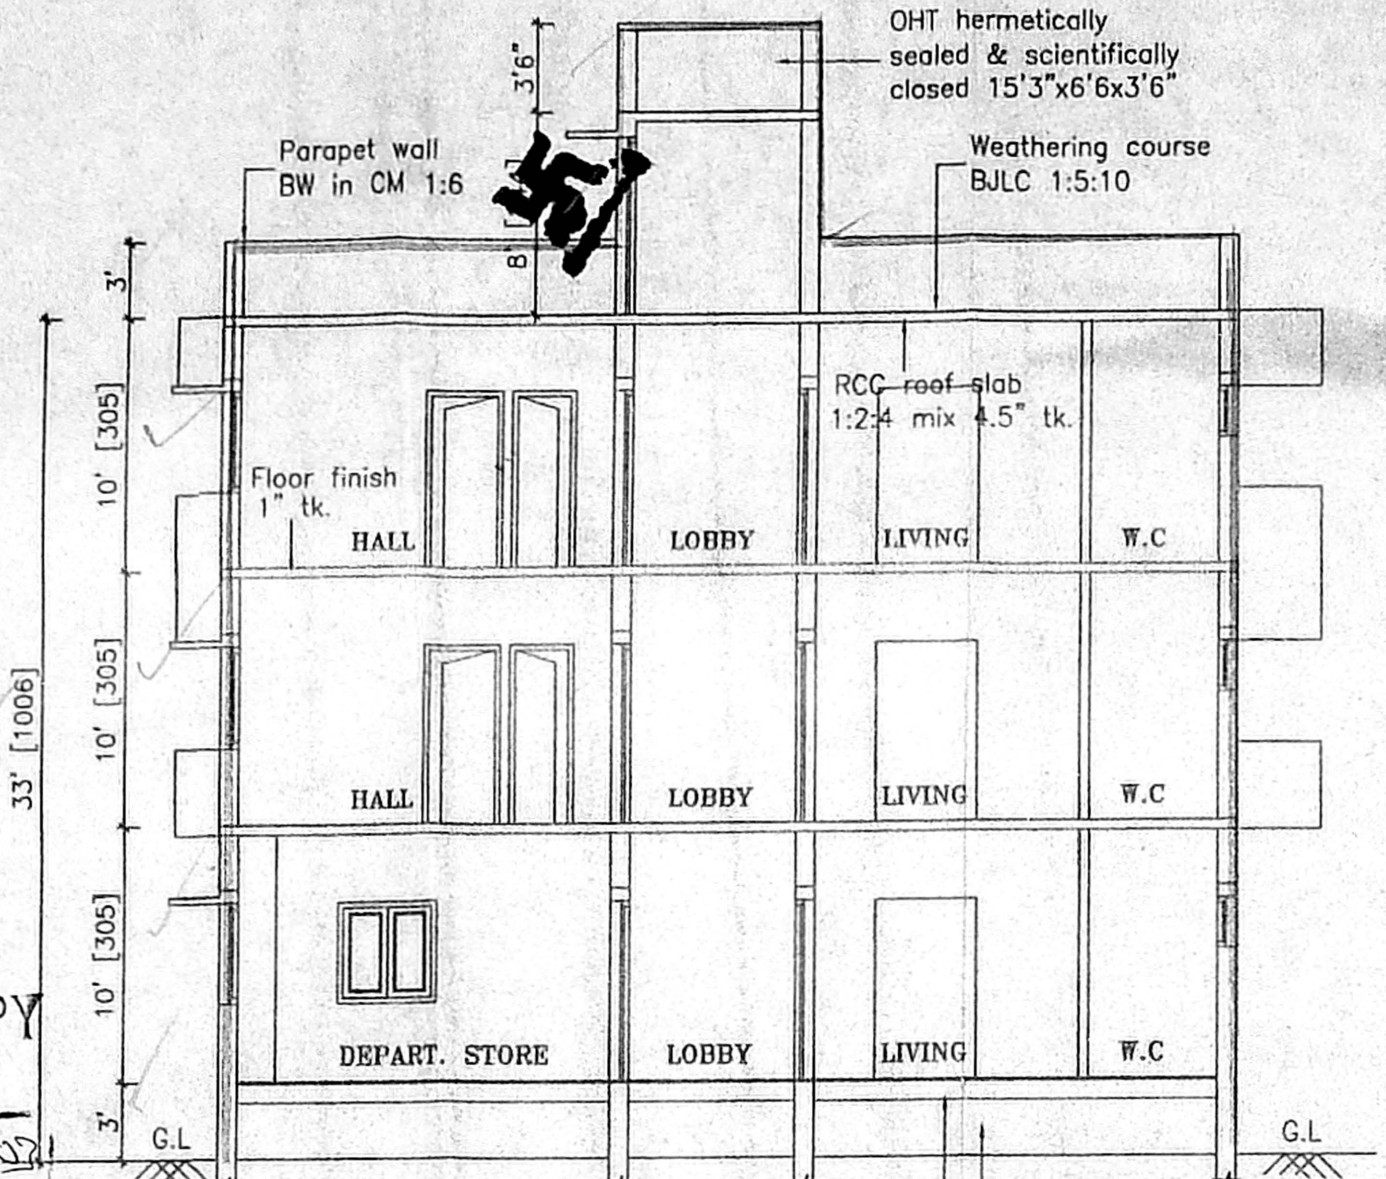 OHT hermetically
sealed & scientifically
closed 15'3"x6'6x3'6"
3'6"
Parapet wall
BW in CM 1:6
Weathering course
BJLC 1:5:10
8'
3'
RCC roof slab
1:2:4 mix 4.5" tk.
10' [305]
Floor finish
1" tk.
HALL
LOBBY
LIVING
W.C
33' [1006]
10' [305]
HALL
LOBBY
LIVING
W.C
10' [305]
DEPART. STORE
LOBBY
LIVING
W.C
3'
G.L
G.L